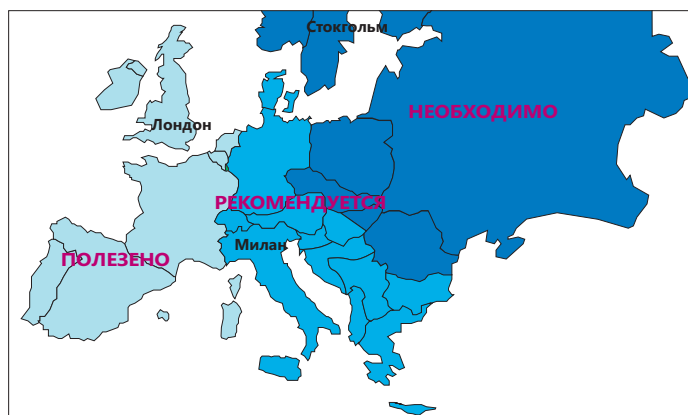 Стокгольм
НЕОБХОДИМО
Лондон
РЕКОМЕНДУЕТСЯ
Милан
ПОЛЕЗЕНО